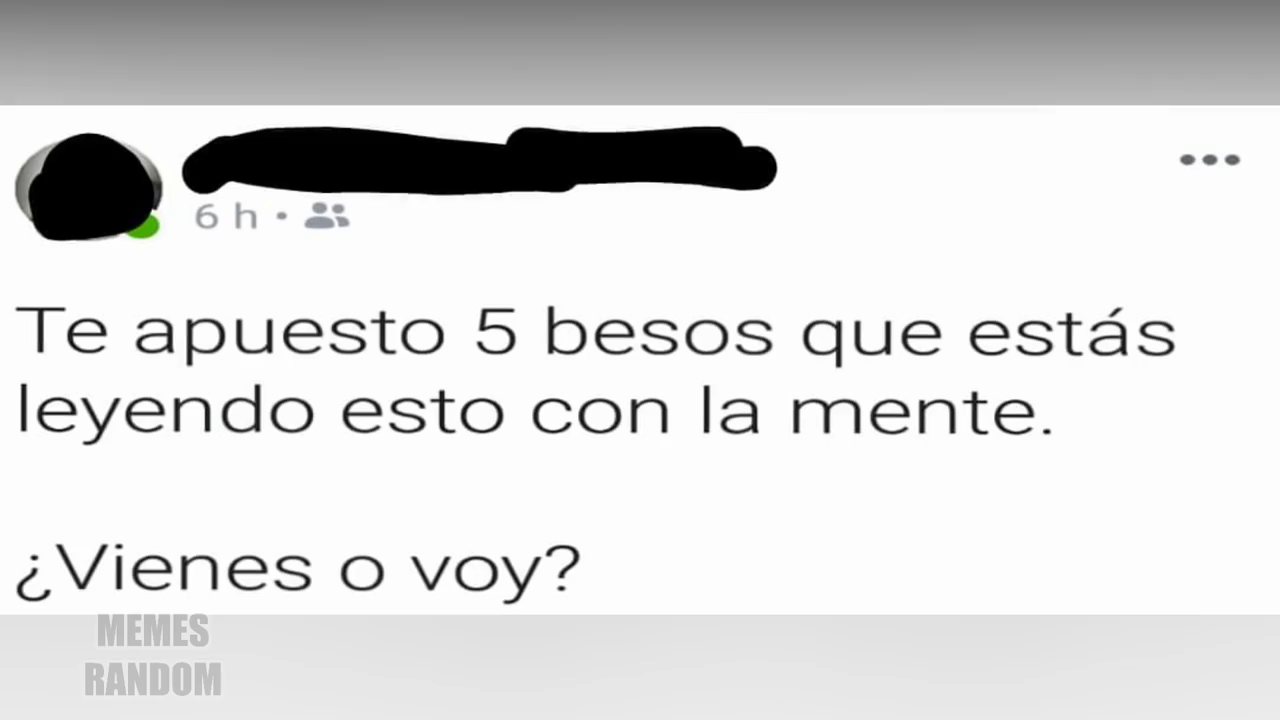 6 h
Te apuesto 5 besos que estás
leyendo esto con la mente.
¿Vienes o voy?
MEMES
RANDOM